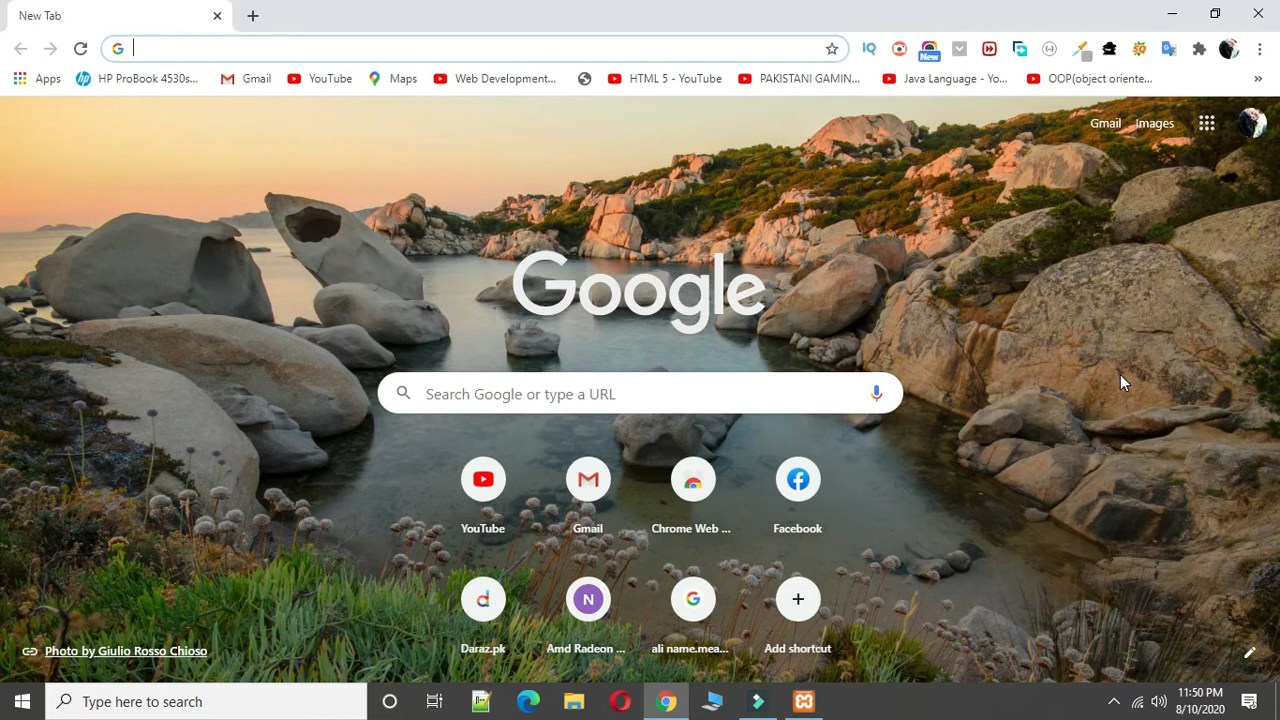 New Tab
New
Apps
HP ProBook 4530s...
Gmail
YouTube
Maps
Web Development...
HTML 5 - YouTube
PAKISTANI GAMIN...
Java Language - Yo...
OOP(object oriente...
»
Gmail Images
Google
Search Google or type a URL
YouTube
Gmail
Chrome Web ...
Facebook
Daraz.pk
N
Amd Radeon ...
ali name.mea...
Add shortcut
Photo by Giulio Rosso Chioso
Type here to search
11:50 PM
8/10/2020